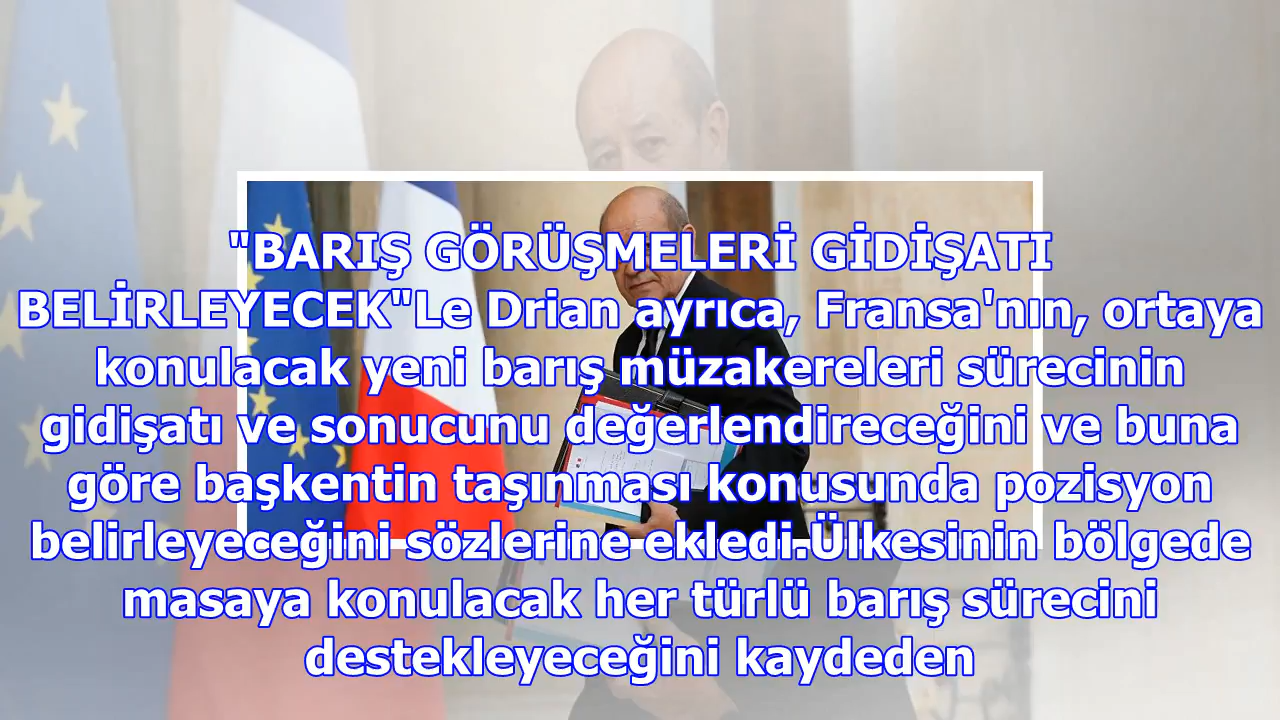 "BARIŞ GÖRÜŞMELERİ GİDİŞATI
BELİRLEYECEK"Le Drian ayrıca, Fransa'nın, ortaya
konulacak yeni barış müzakereleri sürecinin
gidişatı ve sonucunu değerlendireceğini ve buna
göre başkentin taşınması konusunda pozisyon
belirleyeceğini sözlerine ekledi.Ülkesinin bölgede
masaya konulacak her türlü barış sürecini
destekleyeceğini kaydeden